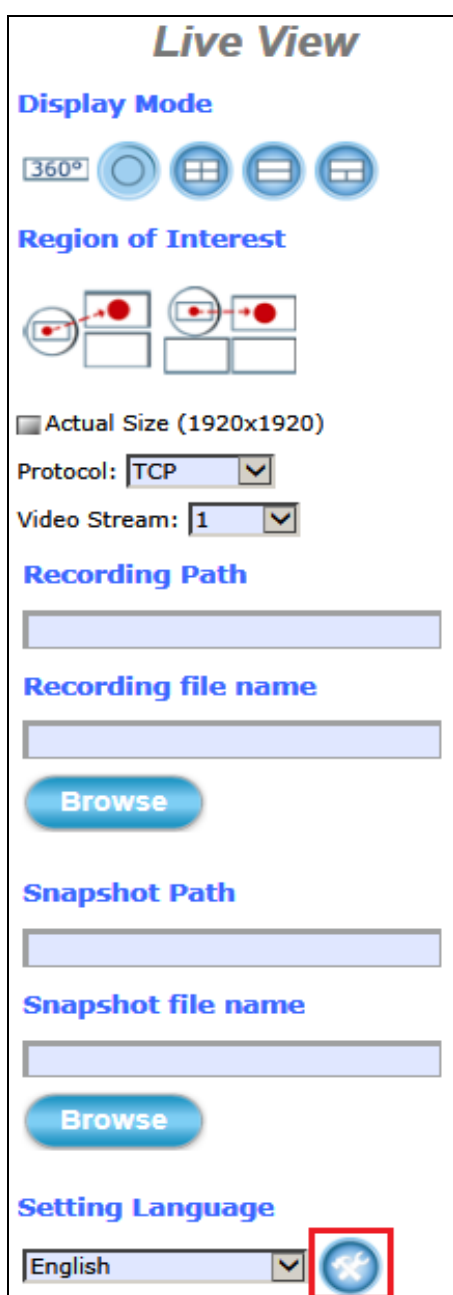 Live View
Display Mode
360°
Region of Interest
Actual Size (1920x1920)
Protocol: TCP
Video Stream: 1
Recording Path
Recording file name
Browse
Snapshot Path
Snapshot file name
Browse
Setting Language
English